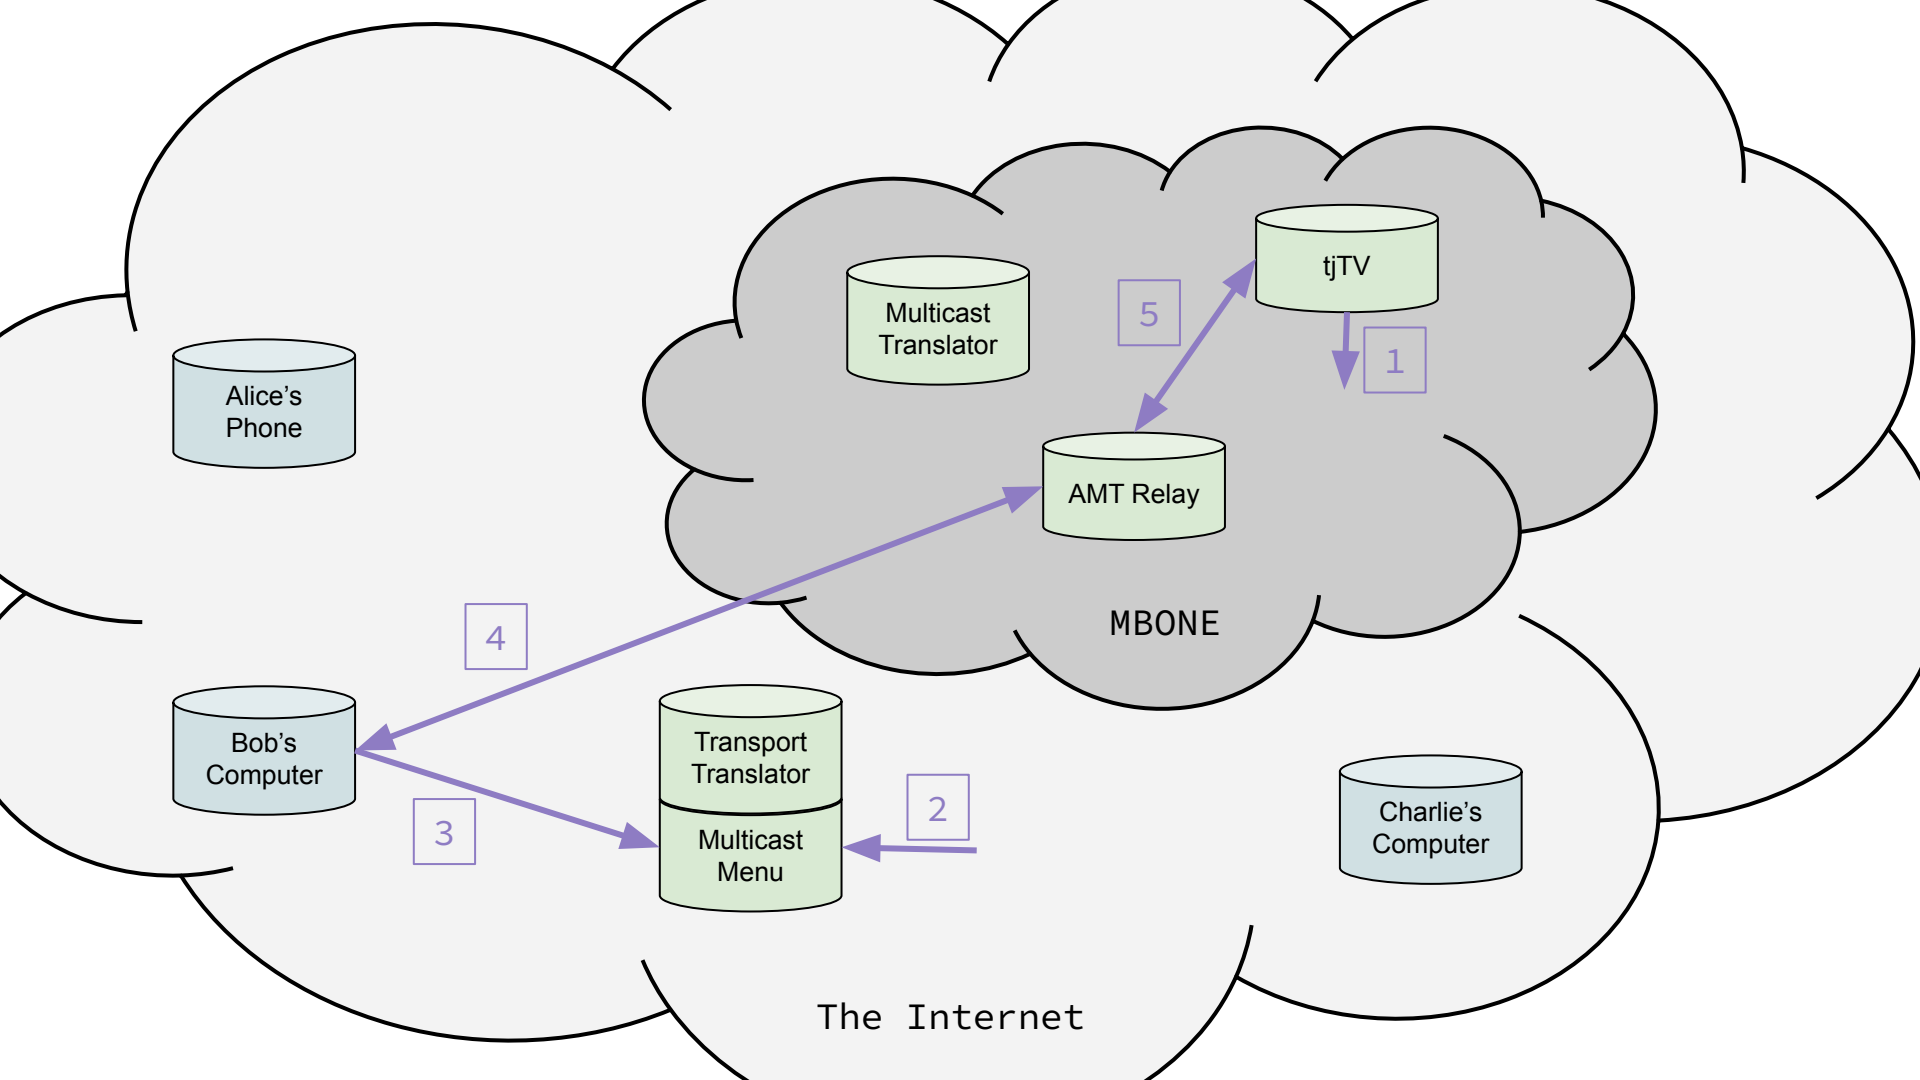 tjTV
Multicast
Translator
5
1
Alice's
Phone
AMT Relay
MBONE
4
Bob's
Computer
Transport
Translator
Multicast
Menu
2
3
Charlie's
Computer
The Internet